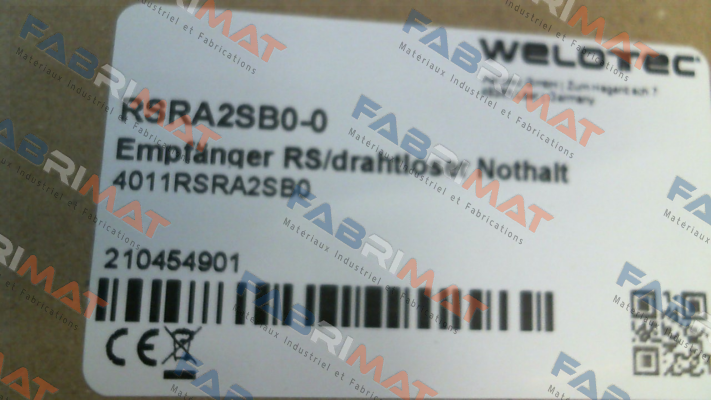 WELOTEC
RSRA2SB0-0
Empfänger RS/drahtlos Nothalt
4011RSRA2SB0
210454901
CE
FABRIMAT
Materiaux Industriel et Fabrications